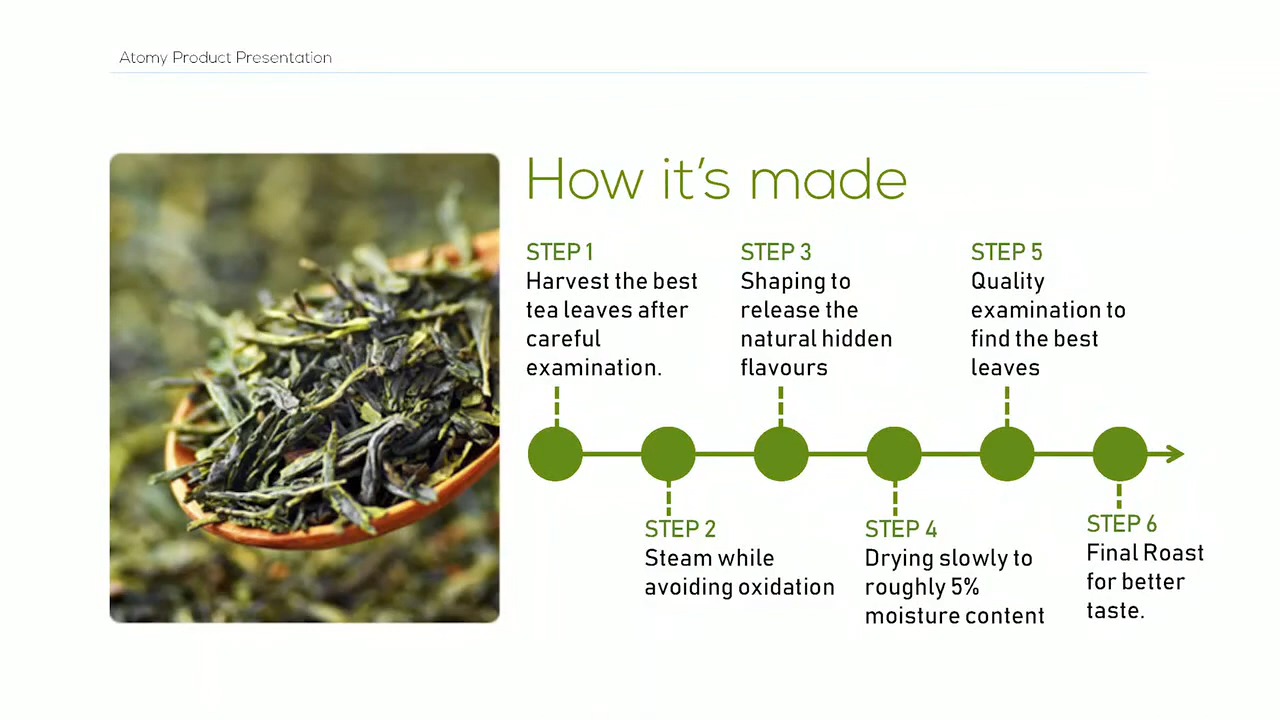 Atomy Product Presentation
How it's made
STEP 1
Harvest the best
tea leaves after
careful
examination.
STEP 2
Steam while
avoiding oxidation
STEP 3
Shaping to
release the
natural hidden
flavours
STEP 4
Drying slowly to
roughly 5%
moisture content
STEP 5
Quality
examination to
find the best
leaves
STEP 6
Final Roast
for better
taste.